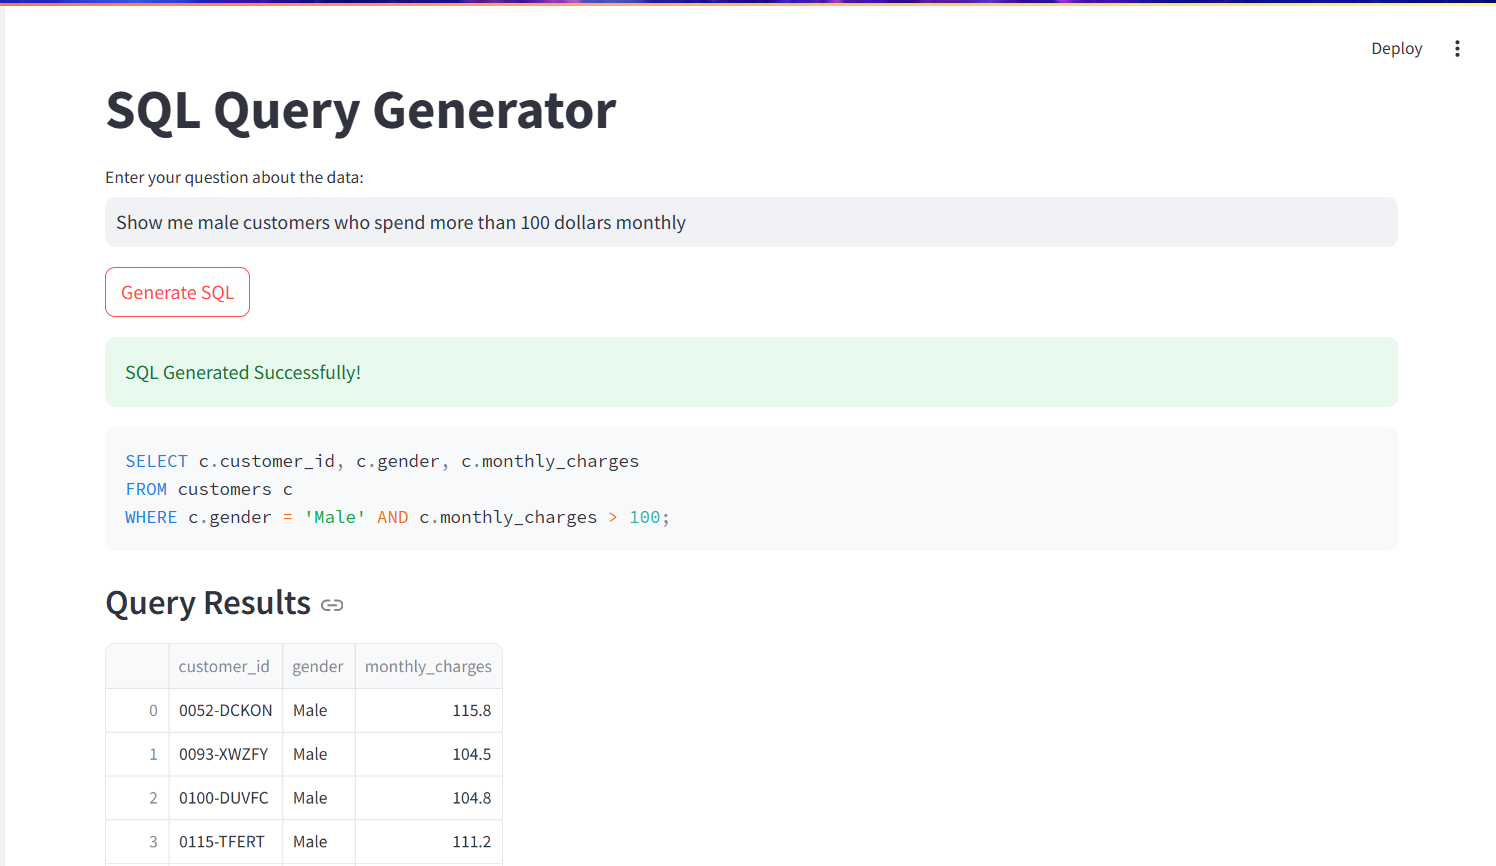 Deploy
SQL Query Generator
Enter your question about the data:
Show me male customers who spend more than 100 dollars monthly
Generate SQL
SQL Generated Successfully!
SELECT c.customer_id, c.gender, c.monthly_charges
FROM customers c
WHERE c.gender = 'Male' AND c.monthly_charges > 100;
Query Results
customer_id gender monthly_charges
0 0052-DCKON Male 115.8
1 0093-XWZFY Male 104.5
2 0100-DUVFC Male 104.8
3 0115-TFERT Male 111.2